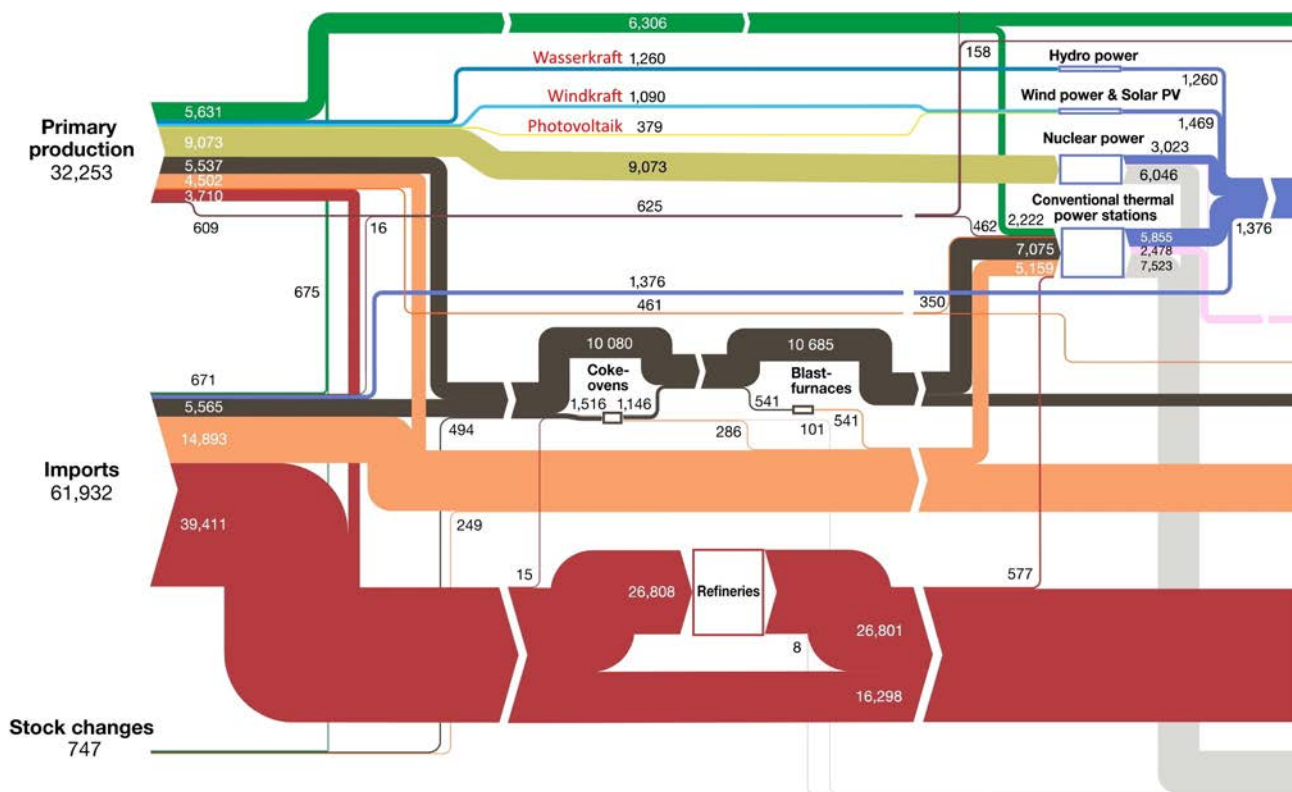 6,306
158
Hydro power
Wasserkraft 1,260
1,260
Wind power & Solar PV
Windkraft 1,090
1,469
5,631
Photovoltaik 379
Nuclear power
3,023
Primary
production
32,253
9,073
9,073
6,046
5,537
4,502
3,710
Conventional thermal
power stations
625
609
16
462
2,222
1,376
5,855
7,075
2,478
5,159
7,523
675
1,376
350
461
10 080
10 685
Coke-
ovens
Blast-
furnaces
671
5,565
1,516
1,146
541
541
494
286
101
14,893
Imports
61,932
39,411
249
15
577
26,808
Refineries
26,801
8
16,298
Stock changes
747